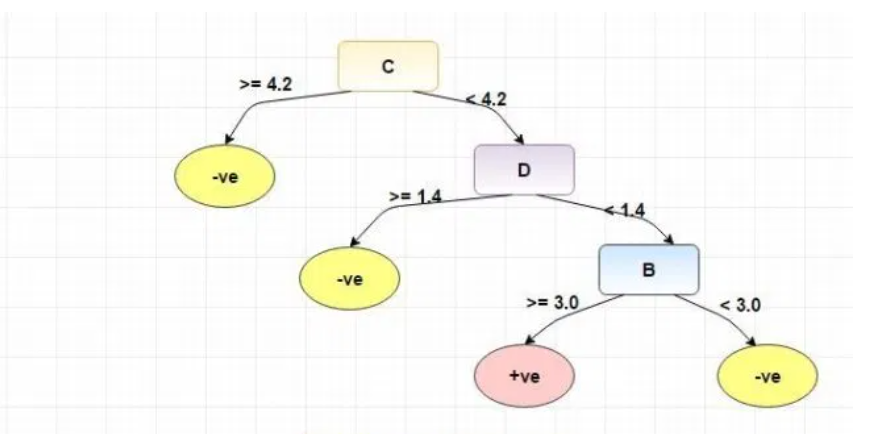 C
>= 4.2
< 4.2
-ve
D
>= 1.4
< 1.4
-ve
B
>= 3.0
< 3.0
+ve
-ve